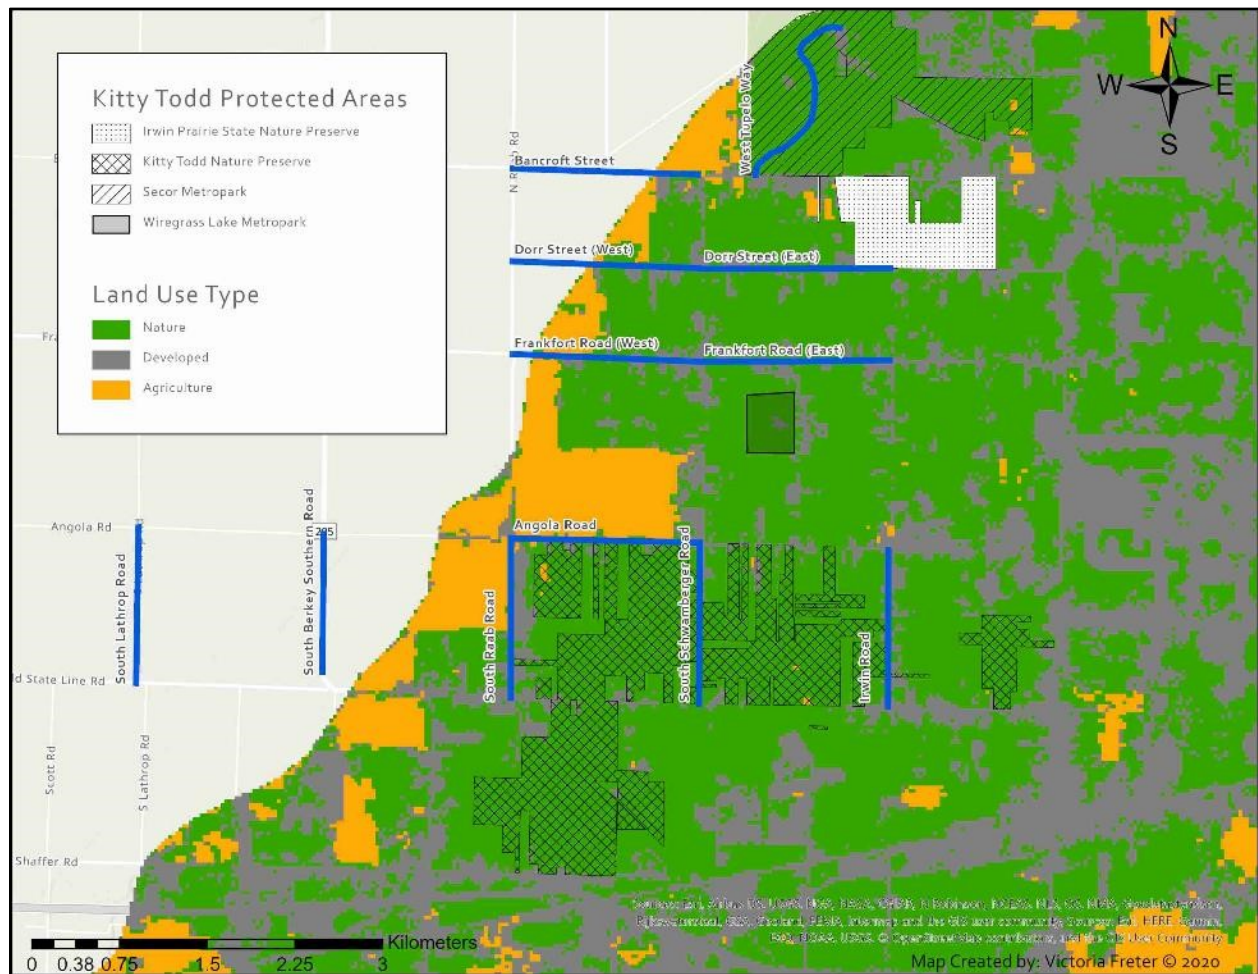 Kitty Todd Protected Areas
Irwin Prairie State Nature Preserve
Kitty Todd Nature Preserve
Secor Metropark
Wiregrass Lake Metropark
Land Use Type
Nature
Developed
Agriculture
N
W E
S
West Tupelo Way
Bancroft Street
Dorr Street (West)
Dorr Street (East)
Frankfort Road (West)
Frankfort Road (East)
Angola Rd
Angola Road
South Lathrop Road
South Berkey Southern Road
South Raab Road
South Schwamberger Road
Irwin Road
State Line Rd
Scott Rd
S Lathrop Rd
Shaffer Rd
Kilometers
0 0.38 0.75 1.5 2.25 3
Map Created by: Victoria Freter © 2020